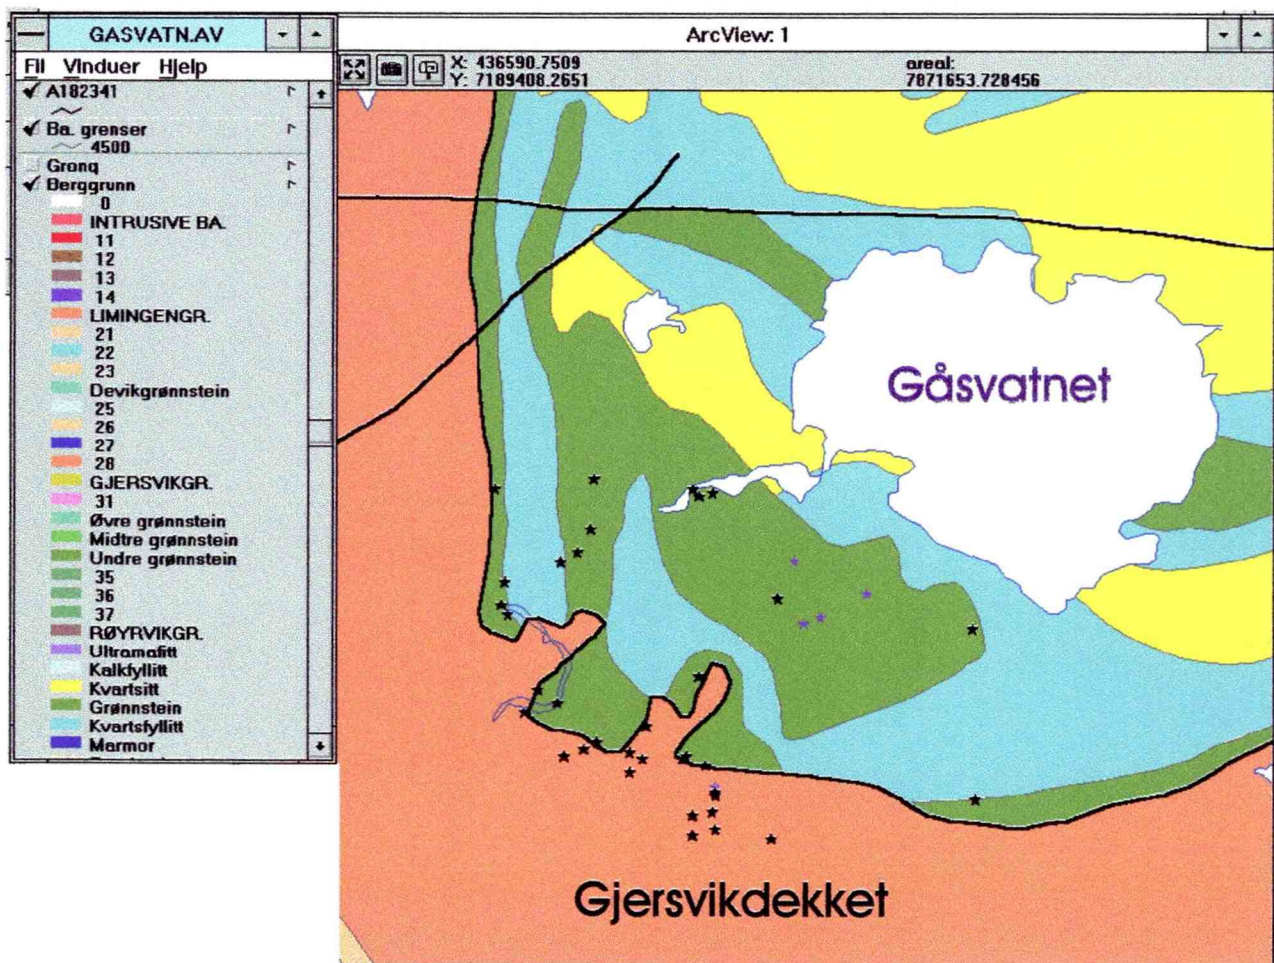 GASVATN.AV
ArcView: 1
Fil Vinduer Hjelp
X: 436590.7509
Y: 7189408.2651
areal:
7871653.728456
A182341
Ba. grenser
4500
Grong
Berggrunn
0
INTRUSIVE BA.
11
12
13
14
LIMINGENGR.
21
22
23
Devikgrønnstein
25
26
27
28
GJERSVIKGR.
31
Øvre grønnstein
Midtre grønnstein
Undre grønnstein
35
36
37
RØYRVIKGR.
Ultramafitt
Kalkfyllitt
Kvartsitt
Grønnstein
Kvartsfyllitt
Marmor
Gåsvatnet
Gjersvikdekket